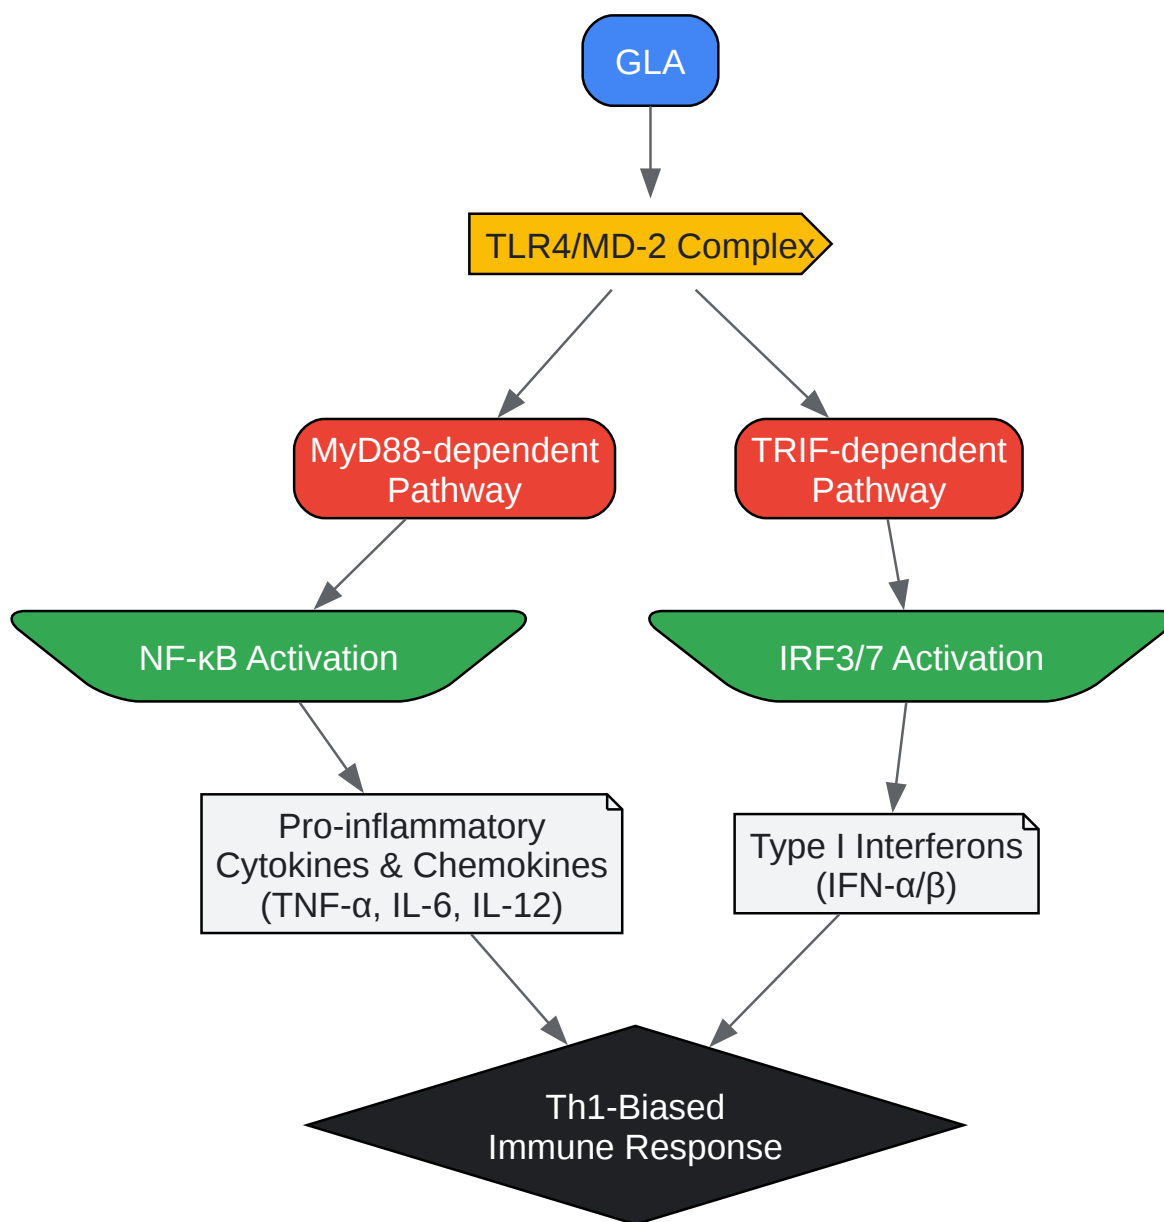 GLA
TLR4/MD-2 Complex
MyD88-dependent
Pathway
TRIF-dependent
Pathway
NF-κB Activation
IRF3/7 Activation
Pro-inflammatory
Cytokines & Chemokines
(TNF-α, IL-6, IL-12)
Type I Interferons
(IFN-α/β)
Th1-Biased
Immune Response